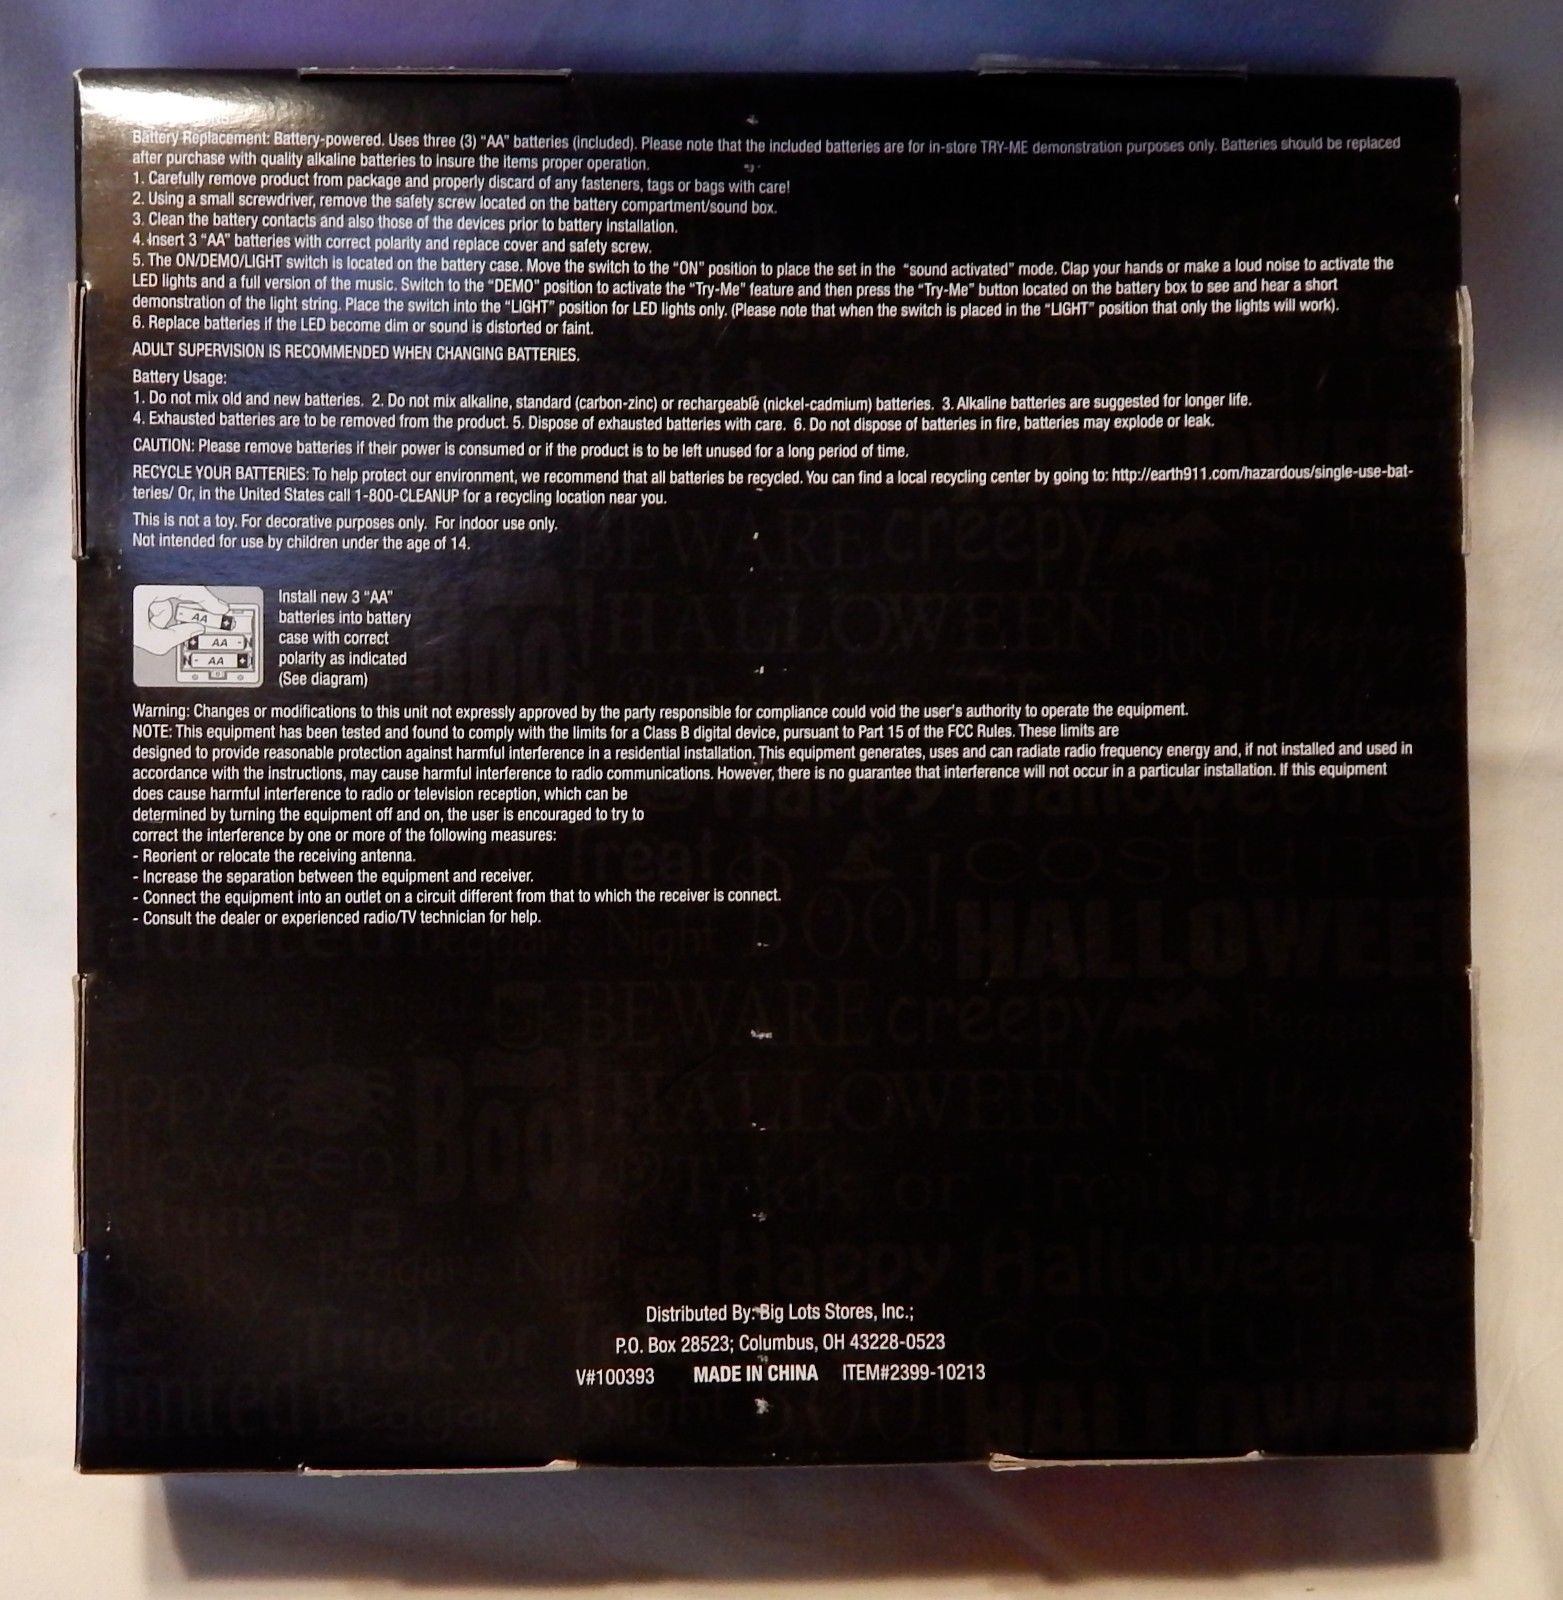 Battery Replacement: Battery-powered. Uses three (3) “AA” batteries (included). Please note that the included batteries are for in-store TRY-ME demonstration purposes only. Batteries should be replaced
after purchase with quality alkaline batteries to insure the items proper operation.
1. Carefully remove product from package and properly discard of any fasteners, tags or bags with care!
2. Using a small screwdriver, remove the safety screw located on the battery compartment/sound box.
3. Clean the battery contacts and also those of the devices prior to battery installation.
4. Insert 3 “AA” batteries with correct polarity and replace cover and safety screw.
5. The ON/DEMO/LIGHT switch is located on the battery case. Move the switch to the “ON” position to place the set in the “sound activated” mode. Clap your hands or make a loud noise to activate the
LED lights and a full version of the music. Switch to the “DEMO” position to activate the “Try-Me” feature and then press the “Try-Me” button located on the battery box to see and hear a short
demonstration of the light string. Place the switch into the “LIGHT” position for LED lights only. (Please note that when the switch is placed in the “LIGHT” position that only the lights will work).
6. Replace batteries if the LED become dim or sound is distorted or faint.
ADULT SUPERVISION IS RECOMMENDED WHEN CHANGING BATTERIES.
Battery Usage:
1. Do not mix old and new batteries. 2. Do not mix alkaline, standard (carbon-zinc) or rechargeable (nickel-cadmium) batteries. 3. Alkaline batteries are suggested for longer life.
4. Exhausted batteries are to be removed from the product. 5. Dispose of exhausted batteries with care. 6. Do not dispose of batteries in fire, batteries may explode or leak.
CAUTION: Please remove batteries if their power is consumed or if the product is to be left unused for a long period of time.
RECYCLE YOUR BATTERIES: To help protect our environment, we recommend that all batteries be recycled. You can find a local recycling center by going to: http://earth911.com/hazardous/single-use-bat-
teries/ Or, in the United States call 1-800-CLEANUP for a recycling location near you.
This is not a toy. For decorative purposes only. For indoor use only.
Not intended for use by children under the age of 14.
BEWARE creepy
HALLOWEEN BOO! Happy
AA
AA -
- AA
Install new 3 “AA”
batteries into battery
case with correct
polarity as indicated
(See diagram)
Warning: Changes or modifications to this unit not expressly approved by the party responsible for compliance could void the user's authority to operate the equipment.
NOTE: This equipment has been tested and found to comply with the limits for a Class B digital device, pursuant to Part 15 of the FCC Rules. These limits are
designed to provide reasonable protection against harmful interference in a residential installation. This equipment generates, uses and can radiate radio frequency energy and, if not installed and used in
accordance with the instructions, may cause harmful interference to radio communications. However, there is no guarantee that interference will not occur in a particular installation. If this equipment
does cause harmful interference to radio or television reception, which can be
determined by turning the equipment off and on, the user is encouraged to try to
correct the interference by one or more of the following measures:
- Reorient or relocate the receiving antenna.
- Increase the separation between the equipment and receiver.
- Connect the equipment into an outlet on a circuit different from that to which the receiver is connect.
- Consult the dealer or experienced radio/TV technician for help.
Happy Halloween
Treat
Beggar's Night BOO! HALLOWEEN
BEWARE creepy
BOO! HALLOWEEN
Trick or Treat
Beggar's Night Happy Halloween
Trick or
Beggar's Night BOO!
Distributed By: Big Lots Stores, Inc.;
P.O. Box 28523; Columbus, OH 43228-0523
V#100393 MADE IN CHINA ITEM#2399-10213